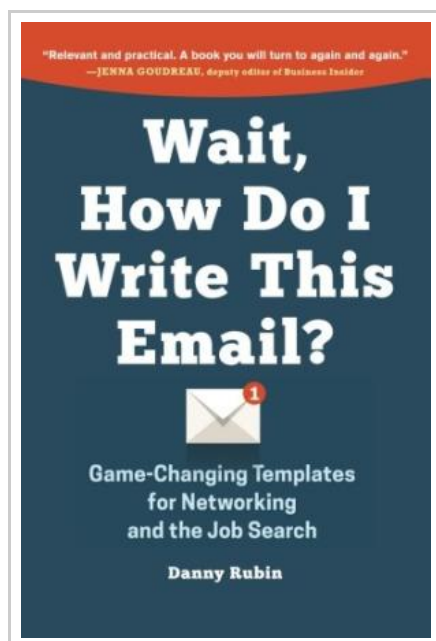 “Relevant and practical. A book you will turn to again and again.”
—JENNA GOUDREAU, deputy editor of Business Insider
Wait,
How Do I
Write This
Email?
1
Game-Changing Templates
for Networking
and the Job Search
Danny Rubin